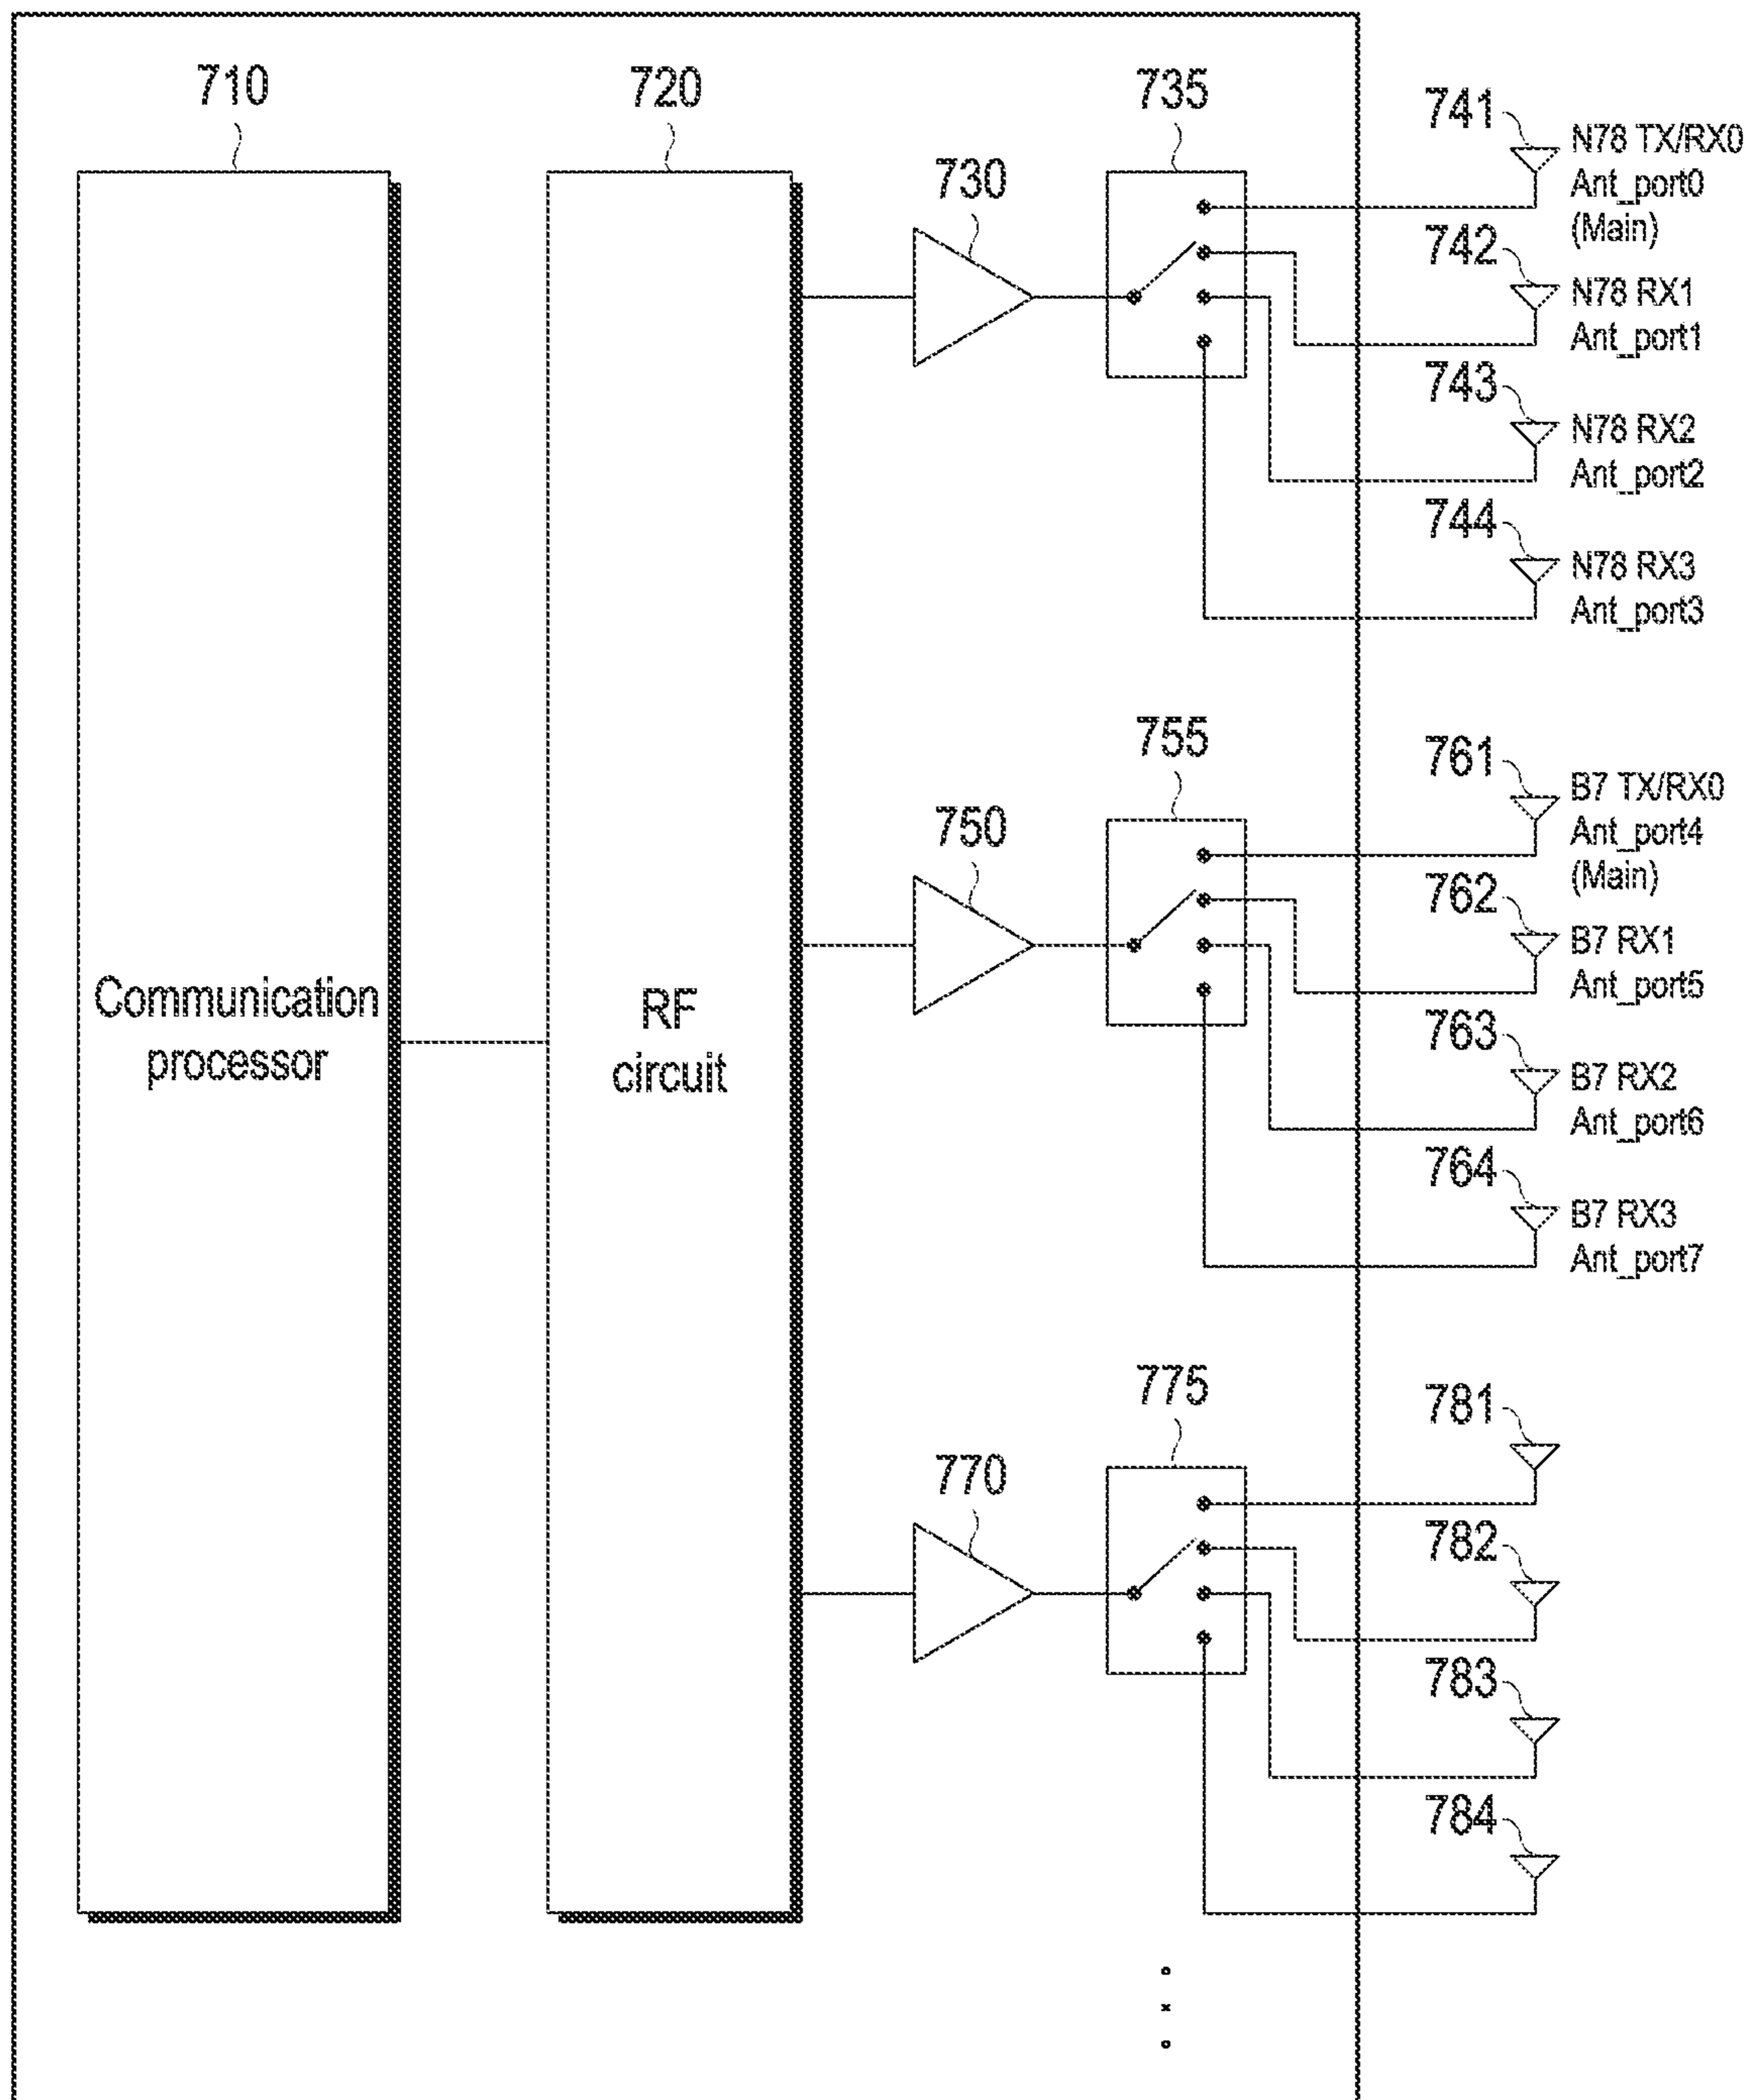 710
720
735
741
N78 TX/RX0
Ant_port0
(Main)
730
742
N78 RX1
Ant_port1
743
N78 RX2
Ant_port2
744
N78 RX3
Ant_port3
755
761
B7 TX/RX0
Ant_port4
(Main)
750
762
B7 RX1
Ant_port5
Communication
processor
RF
circuit
763
B7 RX2
Ant_port6
764
B7 RX3
Ant_port7
775
781
770
782
783
784